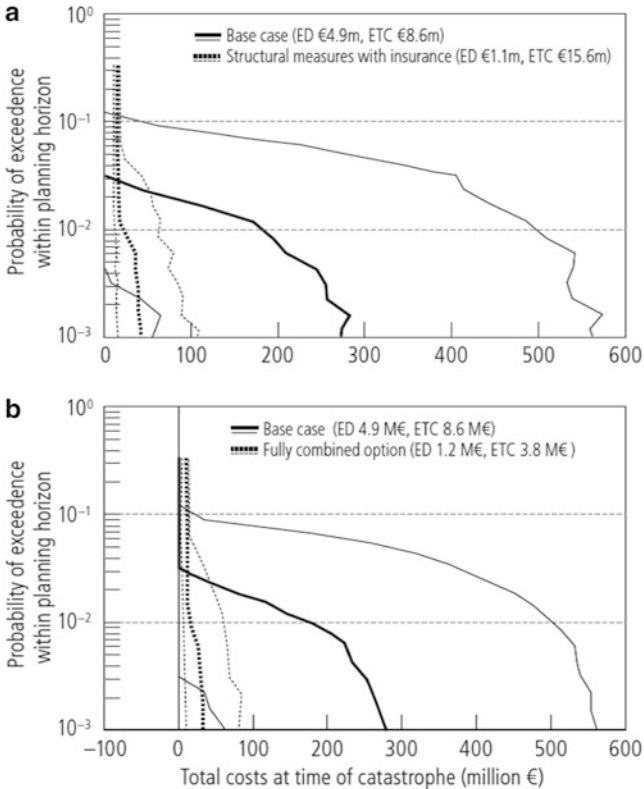 a
10⁰
Base case (ED €4.9m, ETC €8.6m)
Structural measures with insurance (ED €1.1m, ETC €15.6m)
10⁻¹
10⁻²
10⁻³
Probability of exceedence
within planning horizon
0 100 200 300 400 500 600
b
10⁰
Base case (ED 4.9 M€, ETC 8.6 M€)
Fully combined option (ED 1.2 M€, ETC 3.8 M€ )
10⁻¹
10⁻²
10⁻³
Probability of exceedence
within planning horizon
−100 0 100 200 300 400 500 600
Total costs at time of catastrophe (million €)